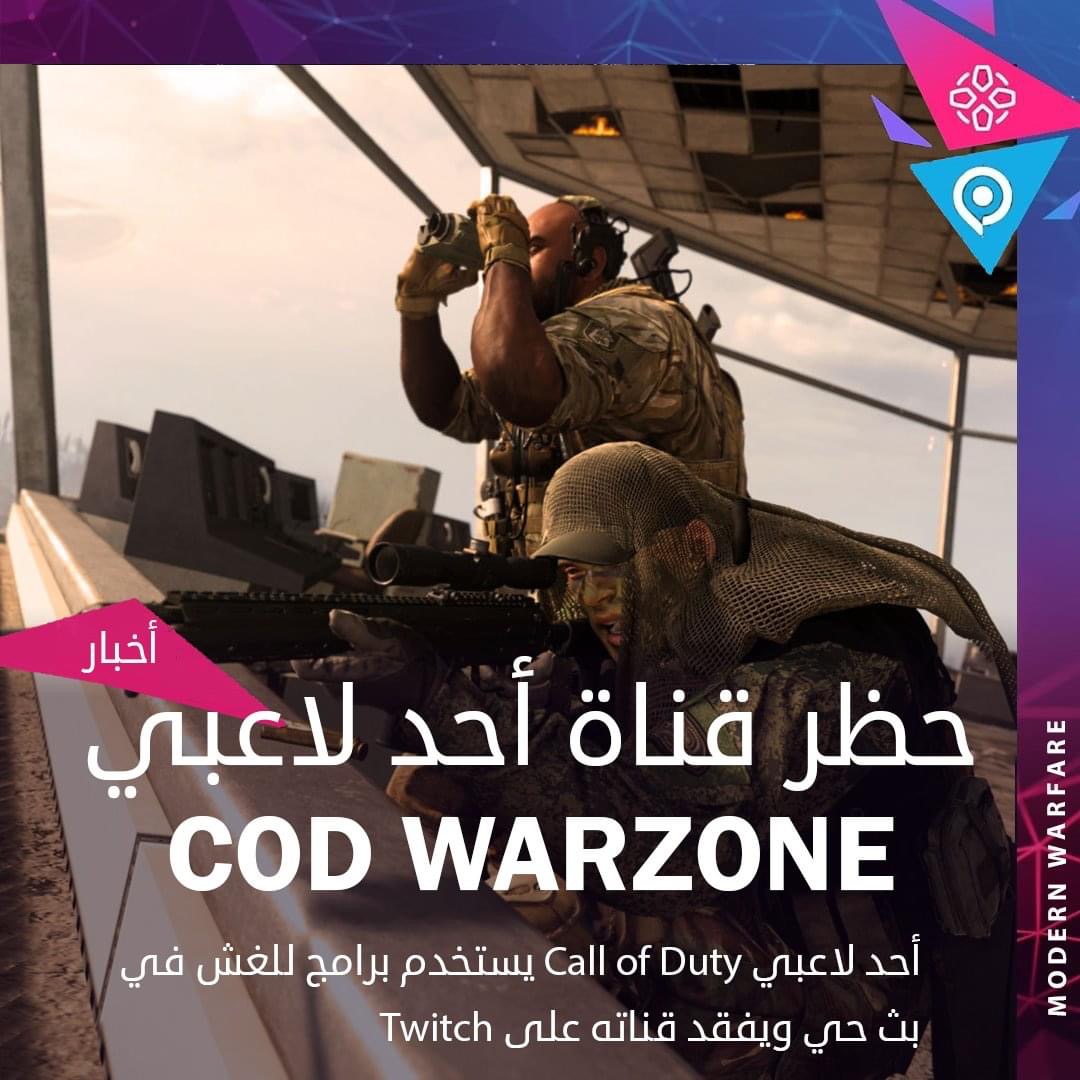 أخبار
حظر قناة أحد لاعبي
COD WARZONE
أحد لاعبي Call of Duty يستخدم برامج للغش في
بث حي ويفقد قناته على Twitch
MODERN WARFARE